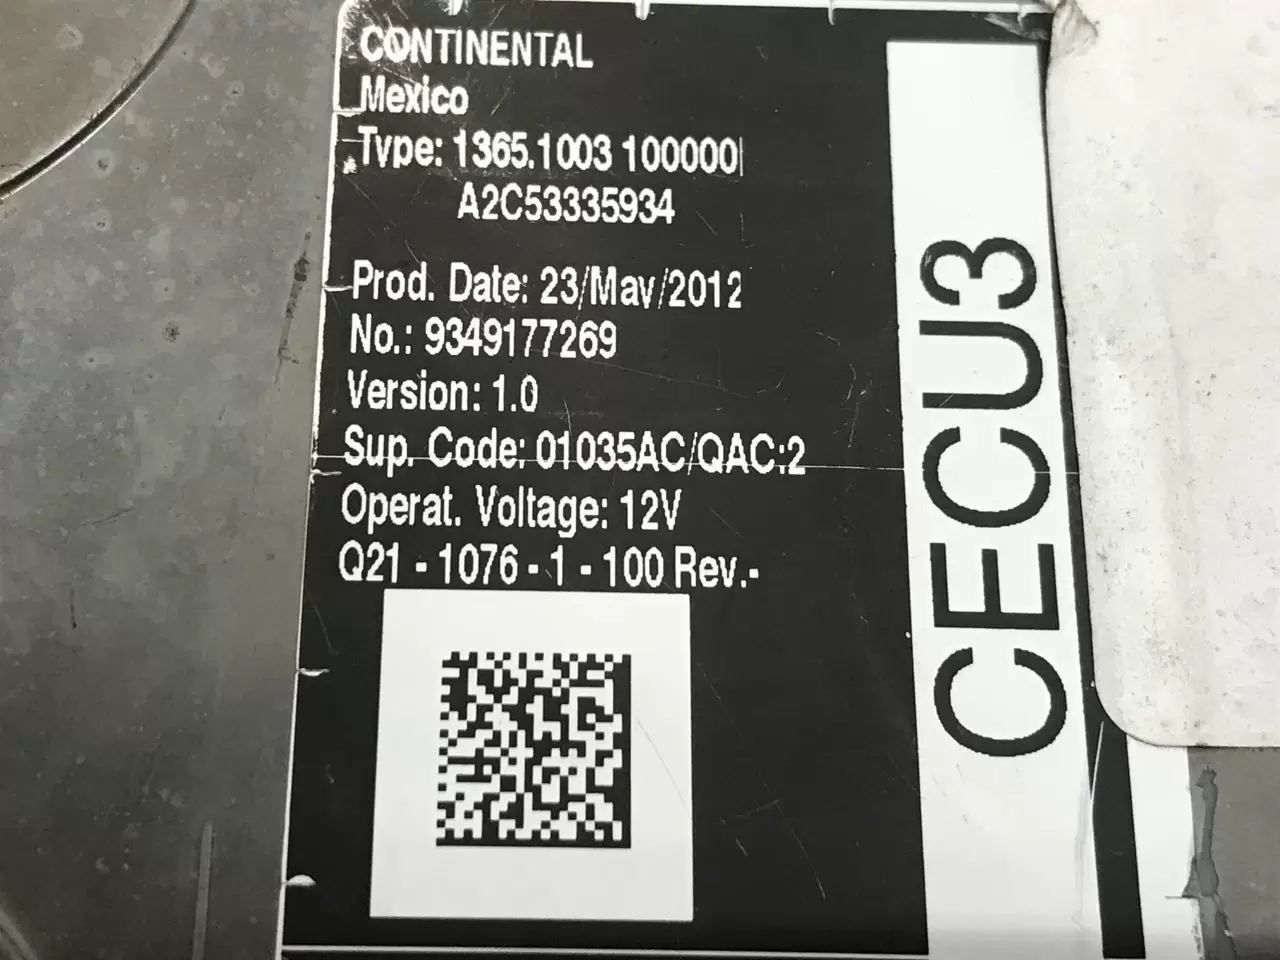 CONTINENTAL
Mexico
Type: 1365.1003 100000
A2C53335934
Prod. Date: 23/May/2012
No.: 9349177269
Version: 1.0
Sup. Code: 01035AC/QAC:2
Operat. Voltage: 12V
Q21 - 1076 - 1 - 100 Rev.-
CECU3